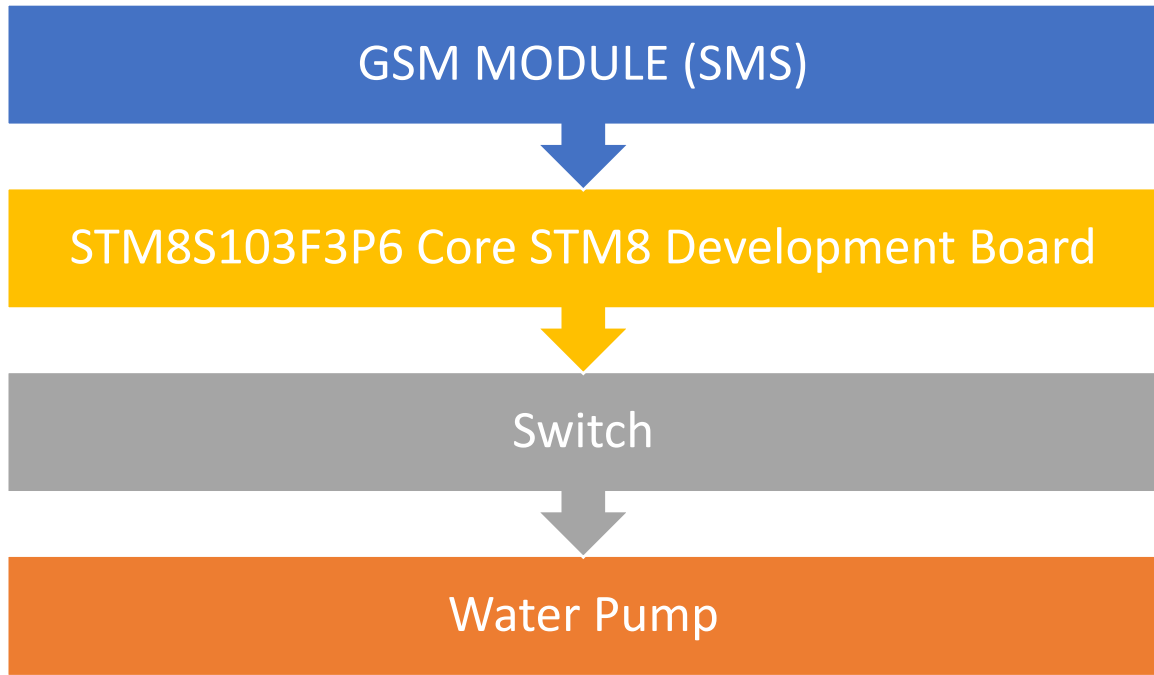 GSM MODULE (SMS)
STM8S103F3P6 Core STM8 Development Board
Switch
Water Pump